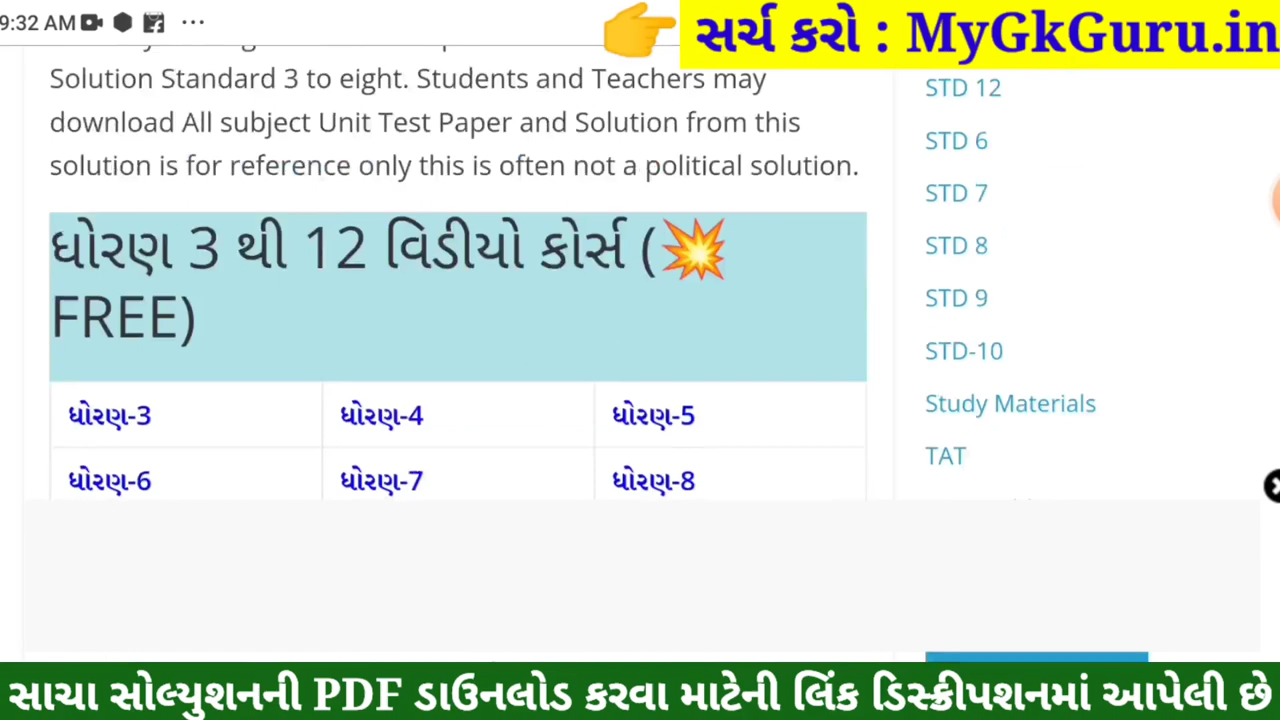 9:32 AM
👉 સર્ચ કરો : MyGkGuru.in
Solution Standard 3 to eight. Students and Teachers may
download All subject Unit Test Paper and Solution from this
solution is for reference only this is often not a political solution.
ધોરણ 3 થી 12 વિડીયો કોર્સ (💥
FREE)
ધોરણ-3 ધોરણ-4 ધોરણ-5
ધોરણ-6 ધોરણ-7 ધોરણ-8
STD 12
STD 6
STD 7
STD 8
STD 9
STD-10
Study Materials
TAT
સાચા સોલ્યુશનની PDF ડાઉનલોડ કરવા માટેની લિંક ડિસ્ક્રીપશનમાં આપેલી છે